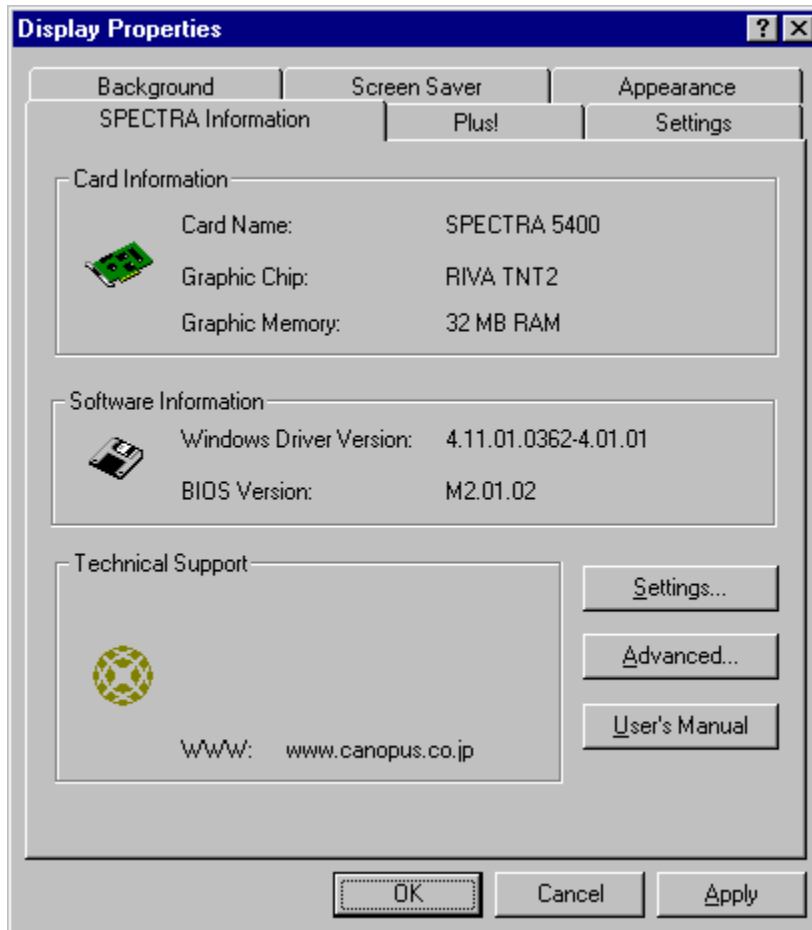 Display Properties
Background Screen Saver Appearance
SPECTRA Information Plus! Settings
Card Information
Card Name: SPECTRA 5400
Graphic Chip: RIVA TNT2
Graphic Memory: 32 MB RAM
Software Information
Windows Driver Version: 4.11.01.0362-4.01.01
BIOS Version: M2.01.02
Technical Support
Settings...
Advanced...
User's Manual
WWW: www.canopus.co.jp
OK Cancel Apply